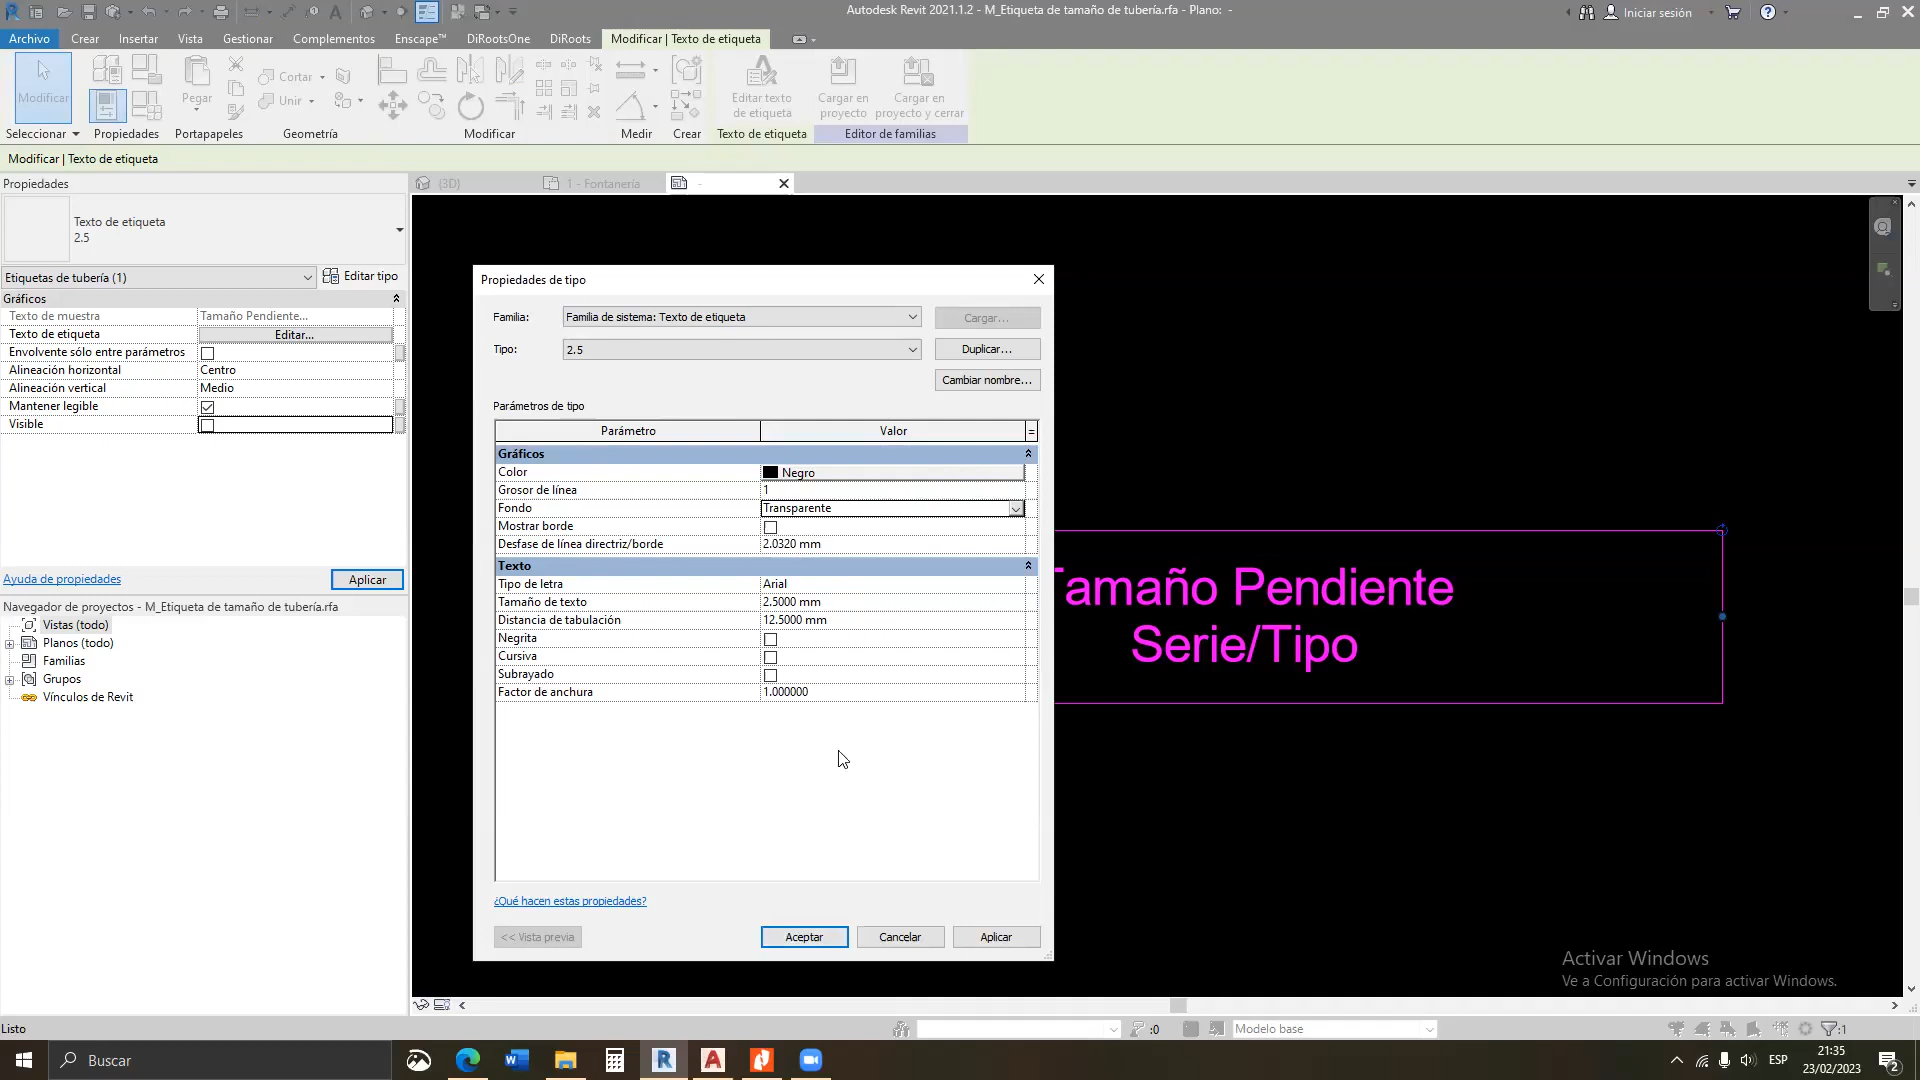 Autodesk Revit 2021.1.2 - M_Etiqueta de tamaño de tubería.rfa - Plano: -
Iniciar sesión
Archivo Crear Insertar Vista Gestionar Complementos Enscape™ DiRootsOne DiRoots Modificar | Texto de etiqueta
Modificar
Pegar
Cortar
Unir
Editar texto
de etiqueta
Cargar en
proyecto
Cargar en
proyecto y cerrar
Seleccionar Propiedades Portapapeles Geometría Modificar Medir Crear Texto de etiqueta Editor de familias
Modificar | Texto de etiqueta
Propiedades
{3D} 1 - Fontanería -
Texto de etiqueta
2.5
Etiquetas de tubería (1) Editar tipo
Gráficos
Texto de muestra Tamaño Pendiente...
Texto de etiqueta Editar...
Envolvente sólo entre parámetros
Alineación horizontal Centro
Alineación vertical Medio
Mantener legible
Visible
Ayuda de propiedades Aplicar
Navegador de proyectos - M_Etiqueta de tamaño de tubería.rfa
Vistas (todo)
Planos (todo)
Familias
Grupos
Vínculos de Revit
Propiedades de tipo
Familia: Familia de sistema: Texto de etiqueta Cargar...
Tipo: 2.5 Duplicar...
Cambiar nombre...
Parámetros de tipo
Parámetro Valor =
Gráficos
Color Negro
Grosor de línea 1
Fondo Transparente
Mostrar borde
Desfase de línea directriz/borde 2.0320 mm
Texto
Tipo de letra Arial
Tamaño de texto 2.5000 mm
Distancia de tabulación 12.5000 mm
Negrita
Cursiva
Subrayado
Factor de anchura 1.000000
¿Qué hacen estas propiedades?
<< Vista previa Aceptar Cancelar Aplicar
Tamaño Pendiente
Serie/Tipo
Activar Windows
Ve a Configuración para activar Windows.
Listo :0 Modelo base :1
Buscar
ESP
21:35
23/02/2023
2